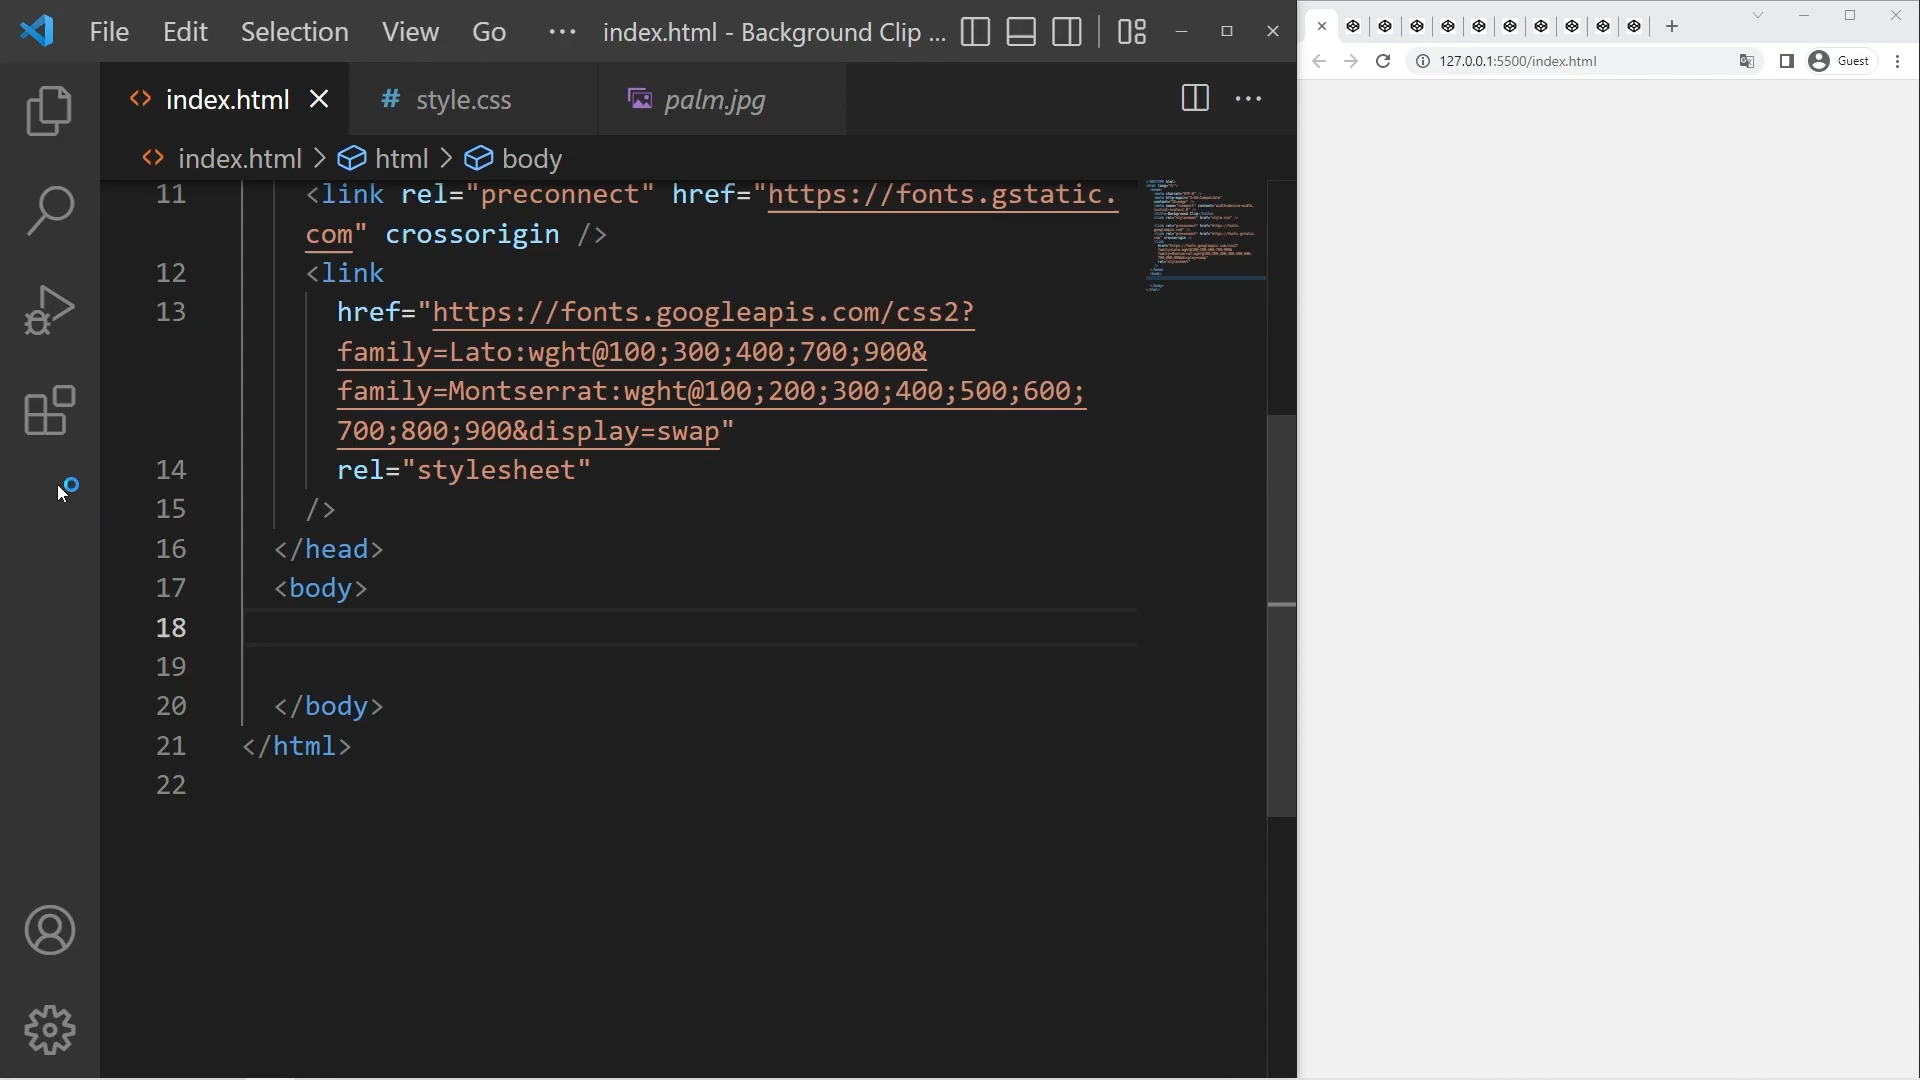 File Edit Selection View Go ··· index.html - Background Clip ...
127.0.0.1:5500/index.html Guest
index.html style.css palm.jpg
index.html > html > body
11 <link rel="preconnect" href="https://fonts.gstatic.
com" crossorigin />
12 <link
13 href="https://fonts.googleapis.com/css2?
family=Lato:wght@100;300;400;700;900&
family=Montserrat:wght@100;200;300;400;500;600;
700;800;900&display=swap"
14 rel="stylesheet"
15 />
16 </head>
17 <body>
18
19
20 </body>
21 </html>
22